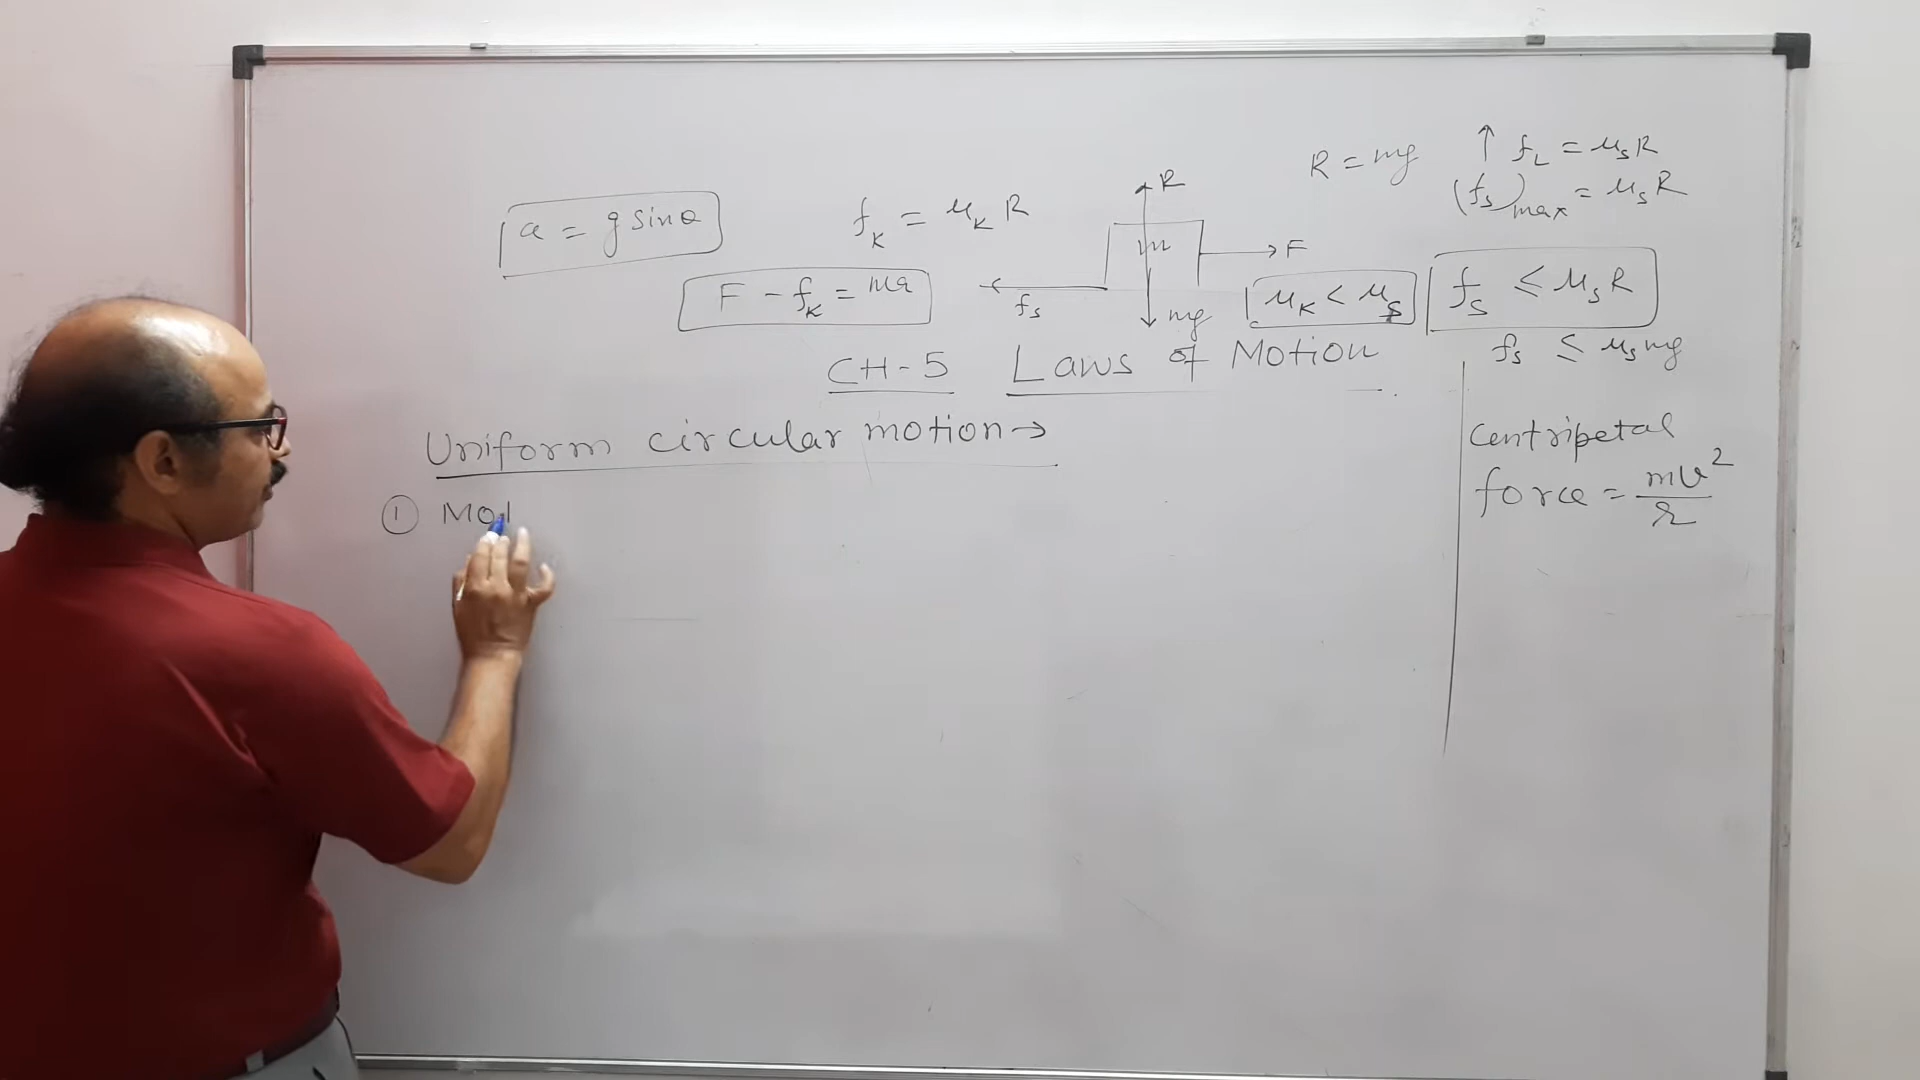 R = mg
↑ f_L = μ_s R
(f_s)_max = μ_s R
a = g sinθ
f_K = μ_K R
R
m
F
F - f_K = ma
f_s
mg
μ_K < μ_s
f_s ≤ μ_s R
f_s ≤ μ_s mg
CH-5 Laws of Motion
Uniform circular motion →
① Mot
Centripetal
force = mv²/r